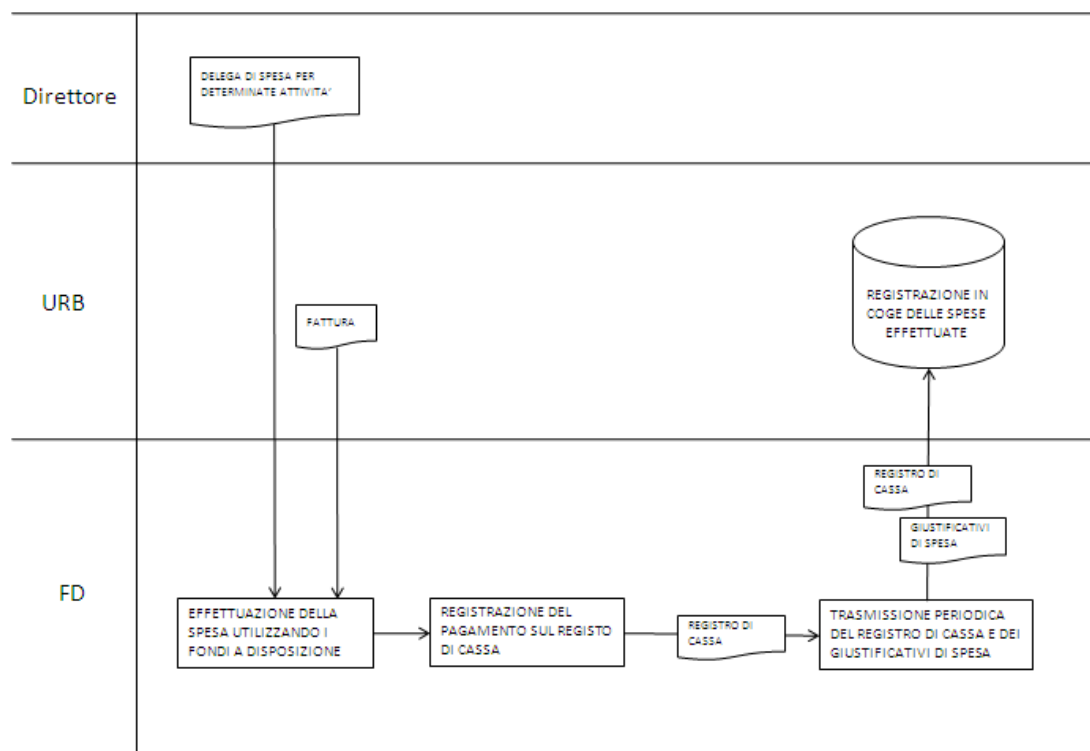 Direttore
DELEGA DI SPESA PER
DETERMINATE ATTIVITA'
URB
FATTURA
REGISTRAZIONE IN
COGE DELLE SPESE
EFFETTUATE
FD
REGISTRO DI
CASSA
GIUSTIFICATIVI
DI SPESA
EFFETTUAZIONE DELLA
SPESA UTILIZZANDO I
FONDI A DISPOSIZIONE
REGISTRAZIONE DEL
PAGAMENTO SUL REGISTO
DI CASSA
REGISTRO DI
CASSA
TRASMISSIONE PERIODICA
DEL REGISTRO DI CASSA E DEI
GIUSTIFICATIVI DI SPESA